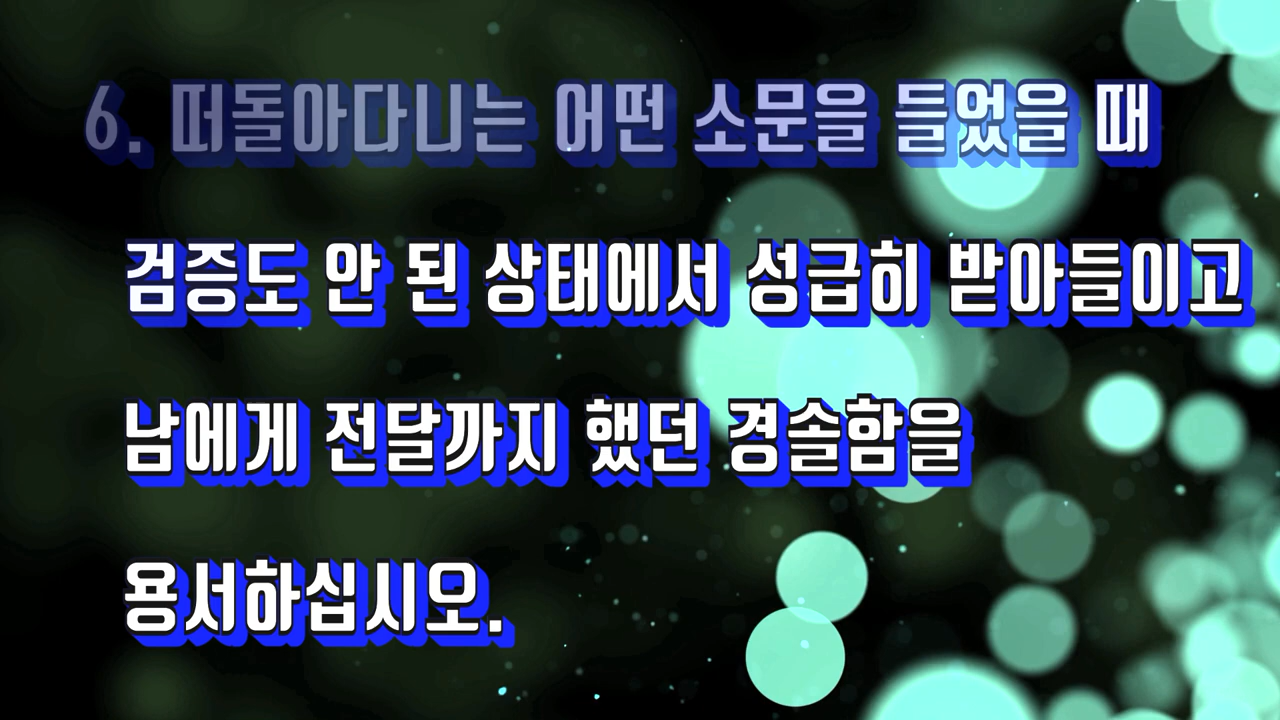 6. 떠돌아다니는 어떤 소문을 들었을 때
검증도 안 된 상태에서 성급히 받아들이고
남에게 전달까지 했던 경솔함을
용서하십시오.